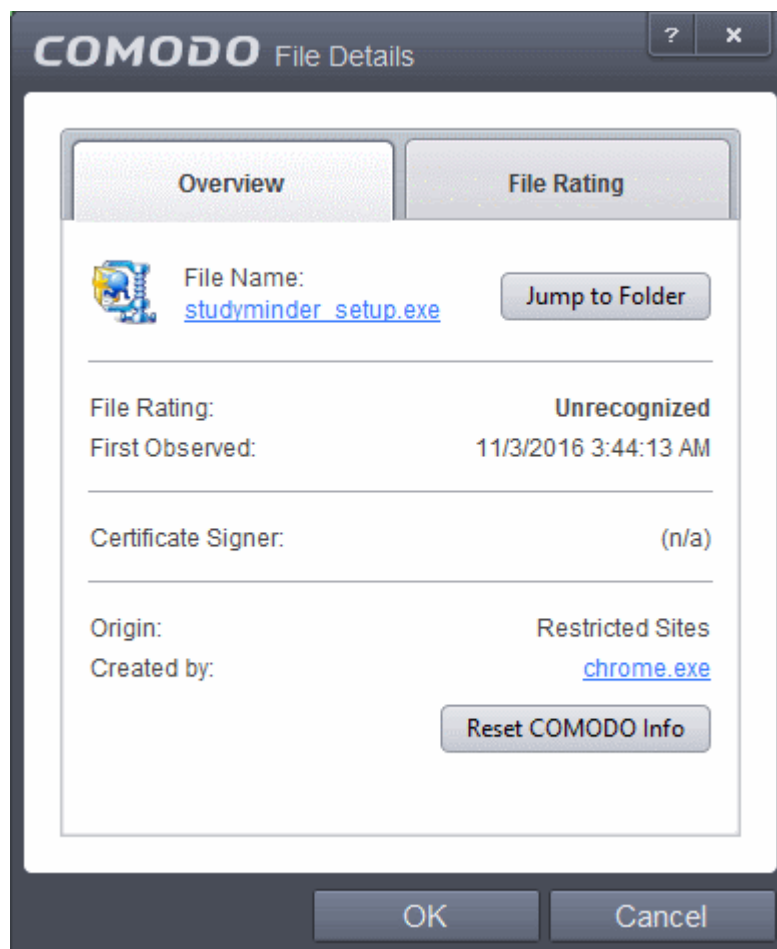 COMODO File Details ? x
Overview File Rating
File Name:
studyminder_setup.exe
Jump to Folder
File Rating: Unrecognized
First Observed: 11/3/2016 3:44:13 AM
Certificate Signer: (n/a)
Origin: Restricted Sites
Created by: chrome.exe
Reset COMODO Info
OK Cancel